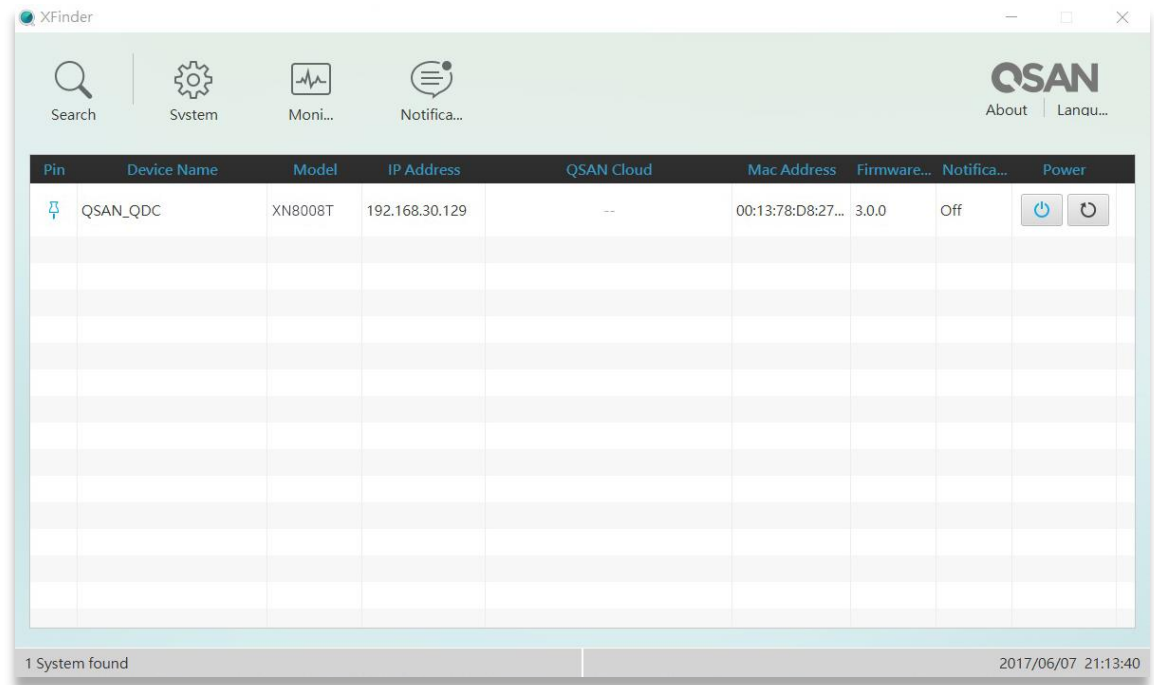 XFinder
Search System Moni... Notifica...
QSAN
About Langu...
Pin Device Name Model IP Address QSAN Cloud Mac Address Firmware... Notifica... Power
QSAN_QDC XN8008T 192.168.30.129 -- 00:13:78:D8:27... 3.0.0 Off
1 System found 2017/06/07 21:13:40